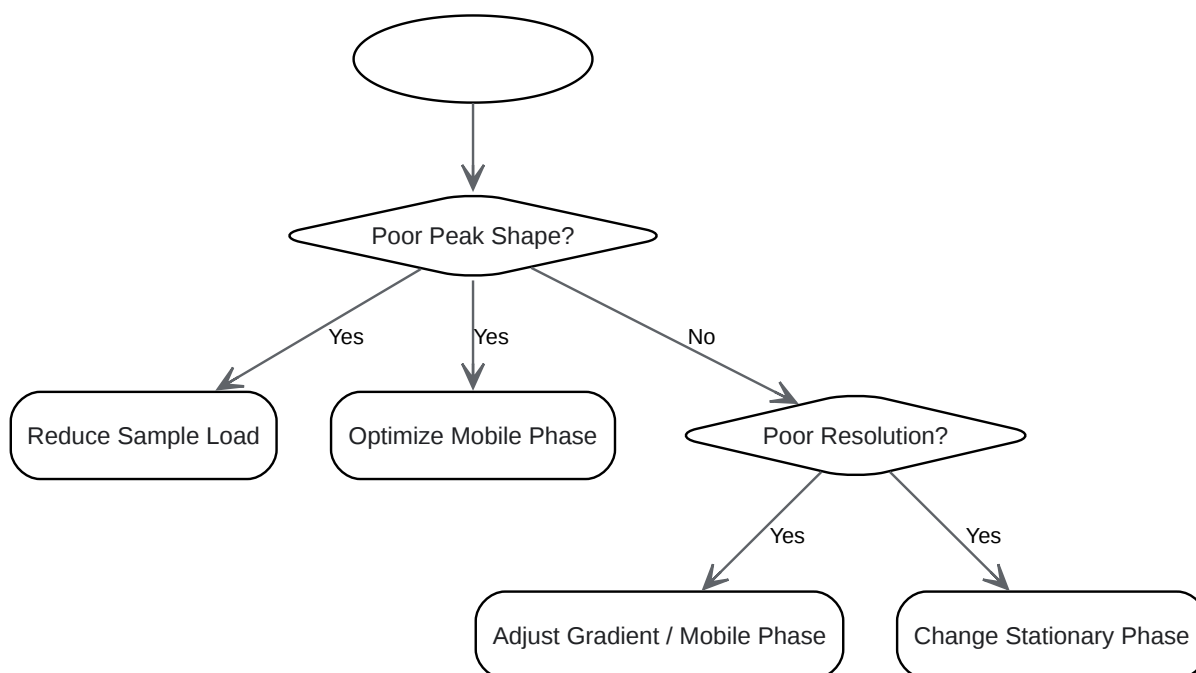 Poor Peak Shape?
Yes
Yes
No
Reduce Sample Load
Optimize Mobile Phase
Poor Resolution?
Yes
Yes
Adjust Gradient / Mobile Phase
Change Stationary Phase